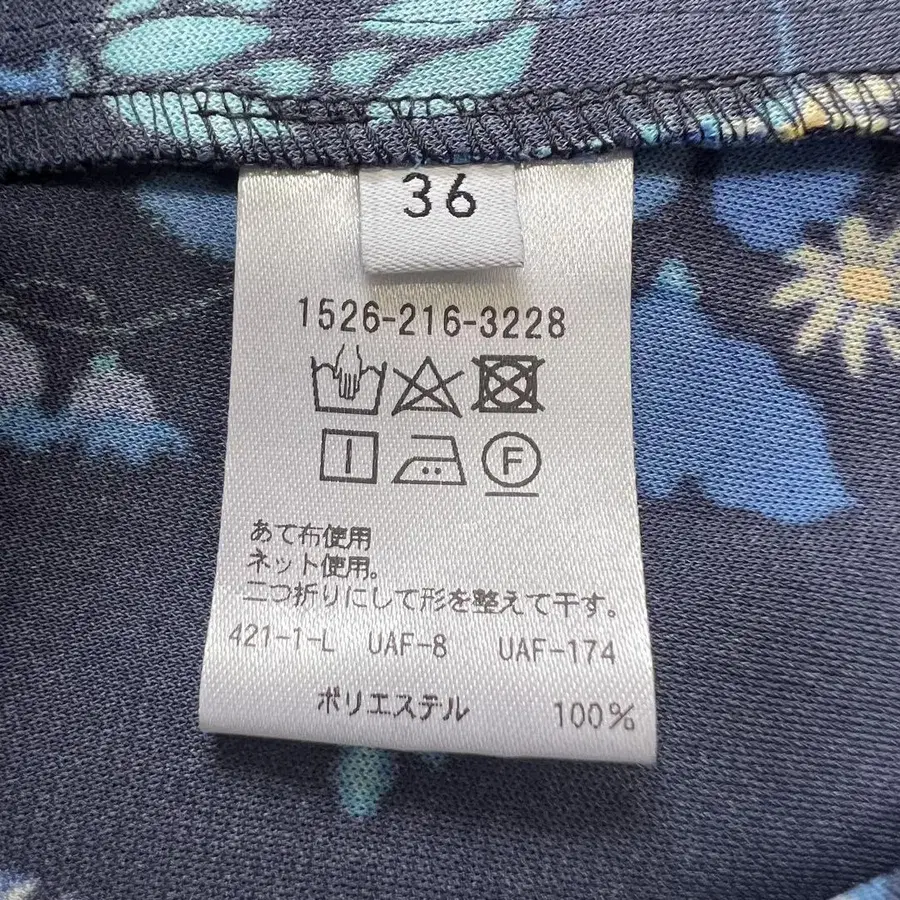 36
1526-216-3228
F
あて布使用
ネット使用。
二つ折りにして形を整えて干す。
421-1-L UAF-8 UAF-174
ポリエステル 100%